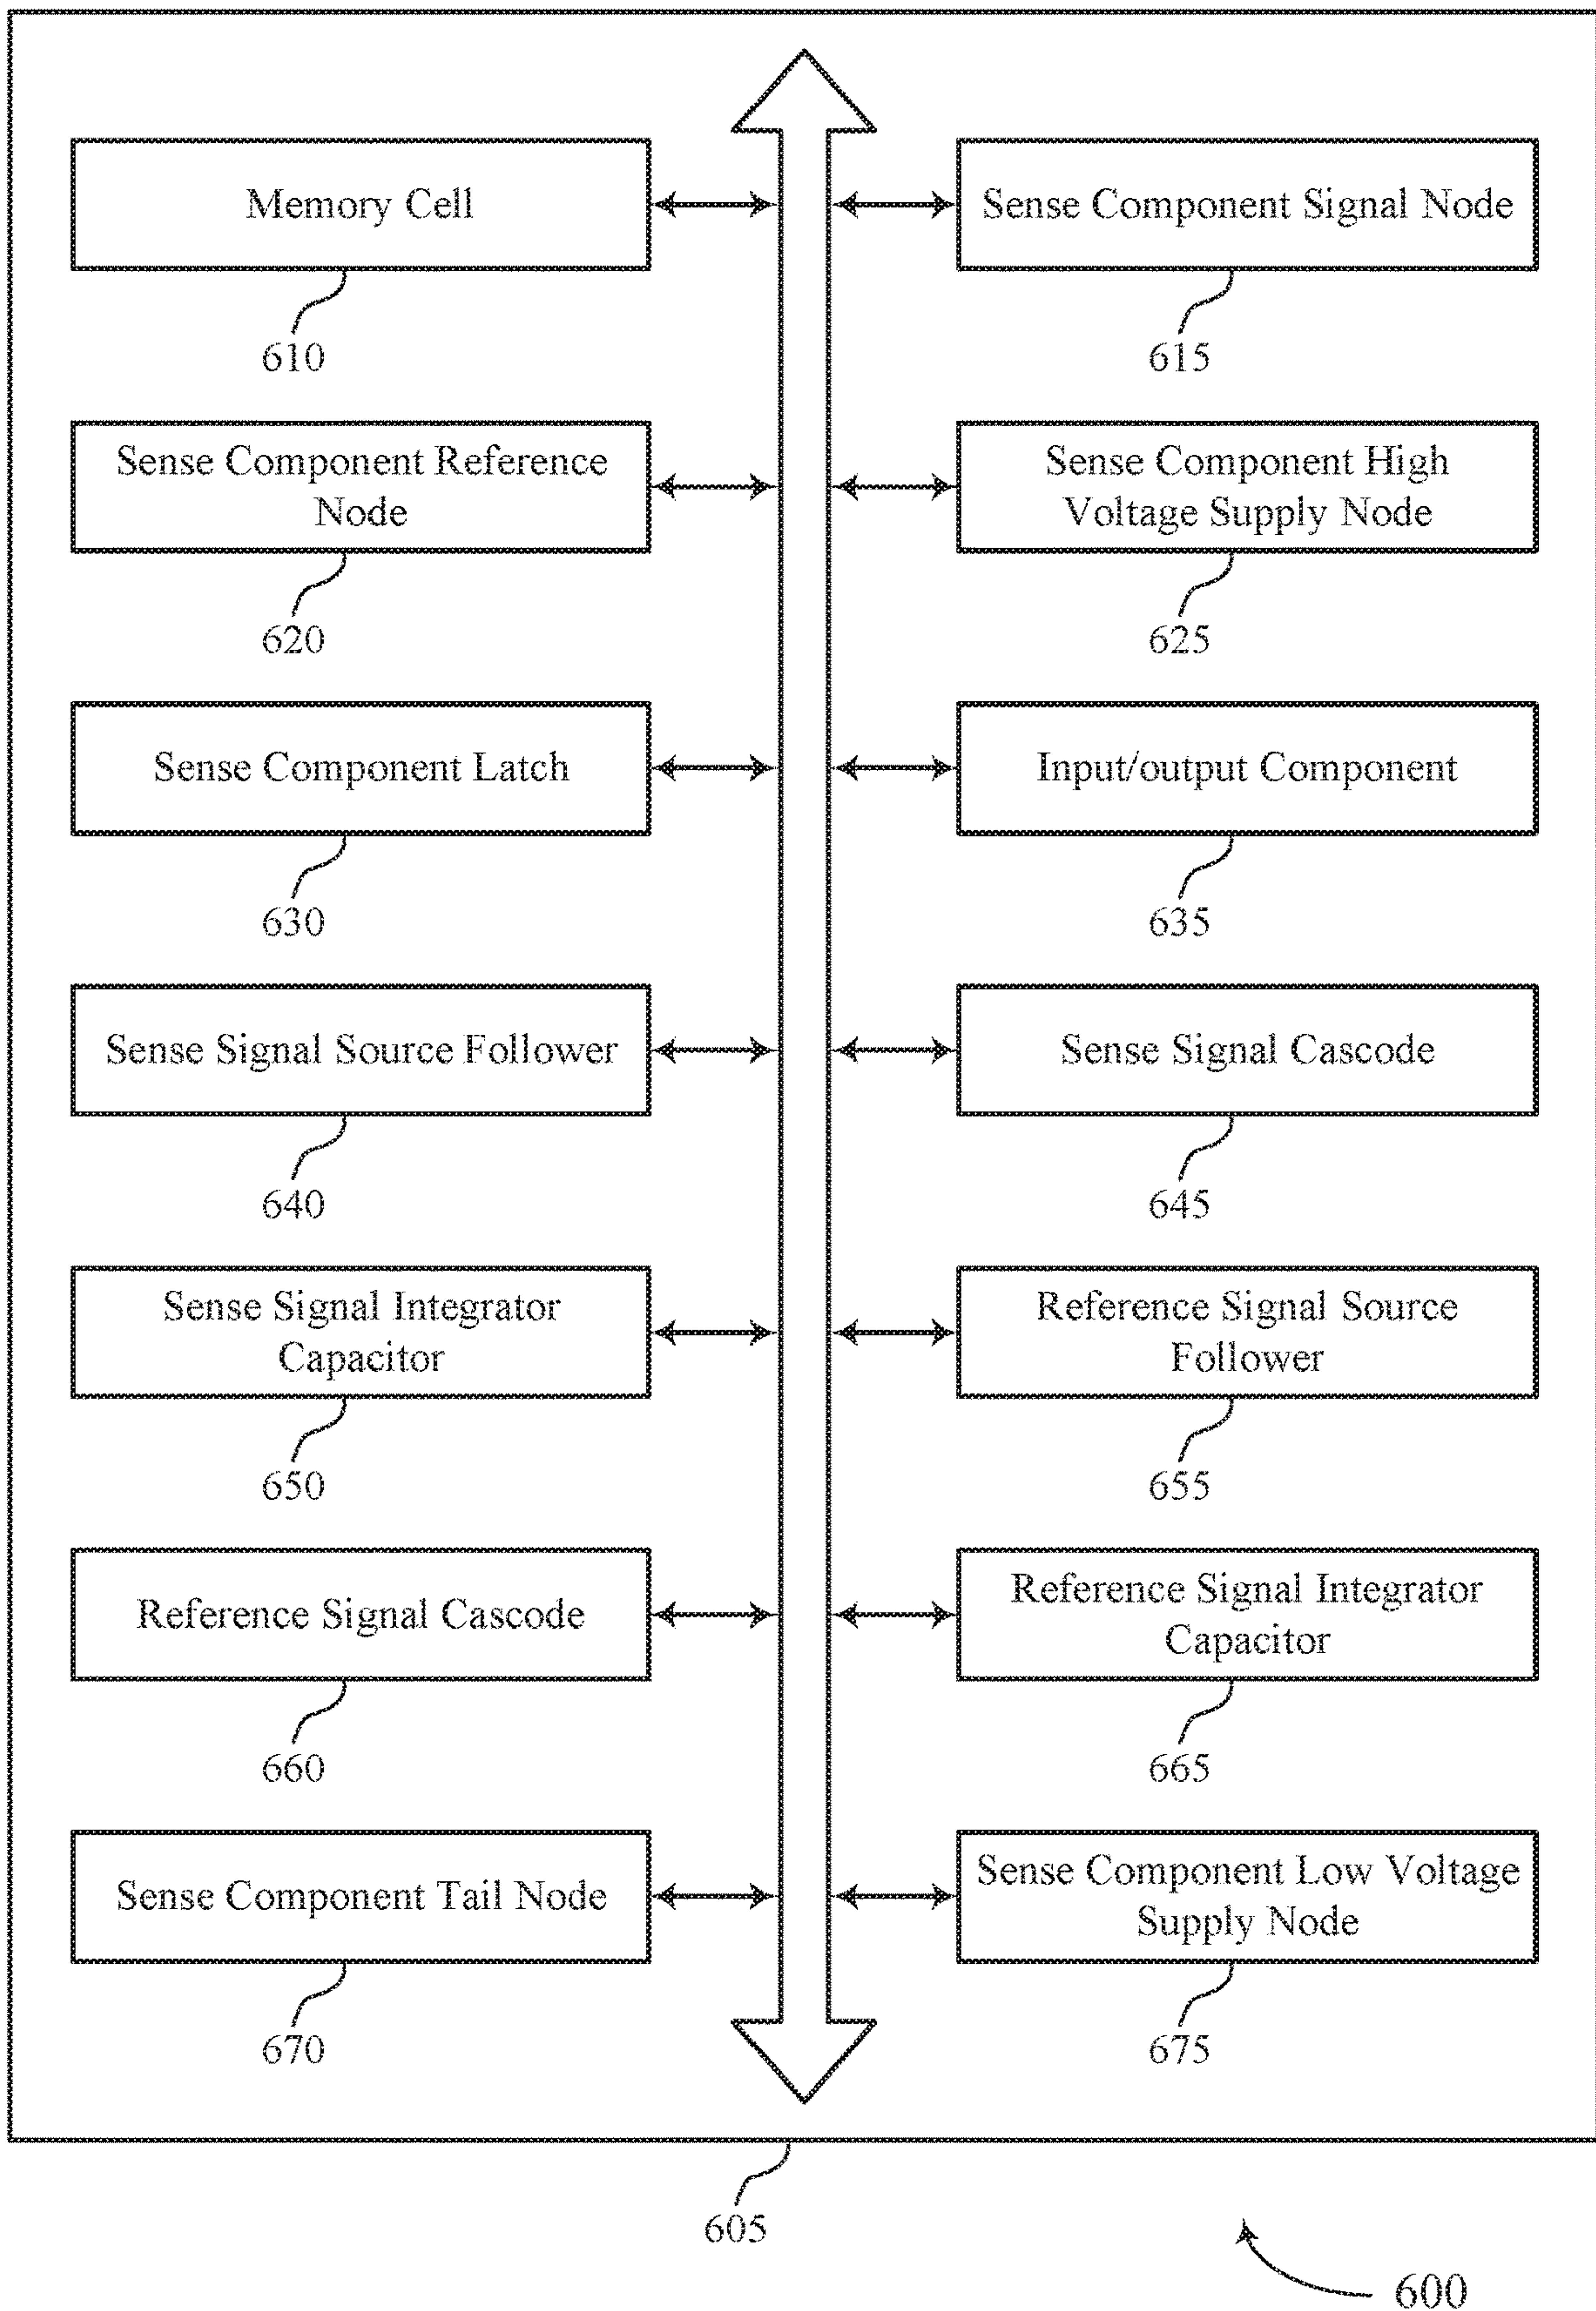 Memory Cell
Sense Component Signal Node
610
615
Sense Component Reference
Node
Sense Component High
Voltage Supply Node
620
625
Sense Component Latch
Input/output Component
630
635
Sense Signal Source Follower
Sense Signal Cascode
640
645
Sense Signal Integrator
Capacitor
Reference Signal Source
Follower
650
655
Reference Signal Cascode
Reference Signal Integrator
Capacitor
660
665
Sense Component Tail Node
Sense Component Low Voltage
Supply Node
670
675
605
600